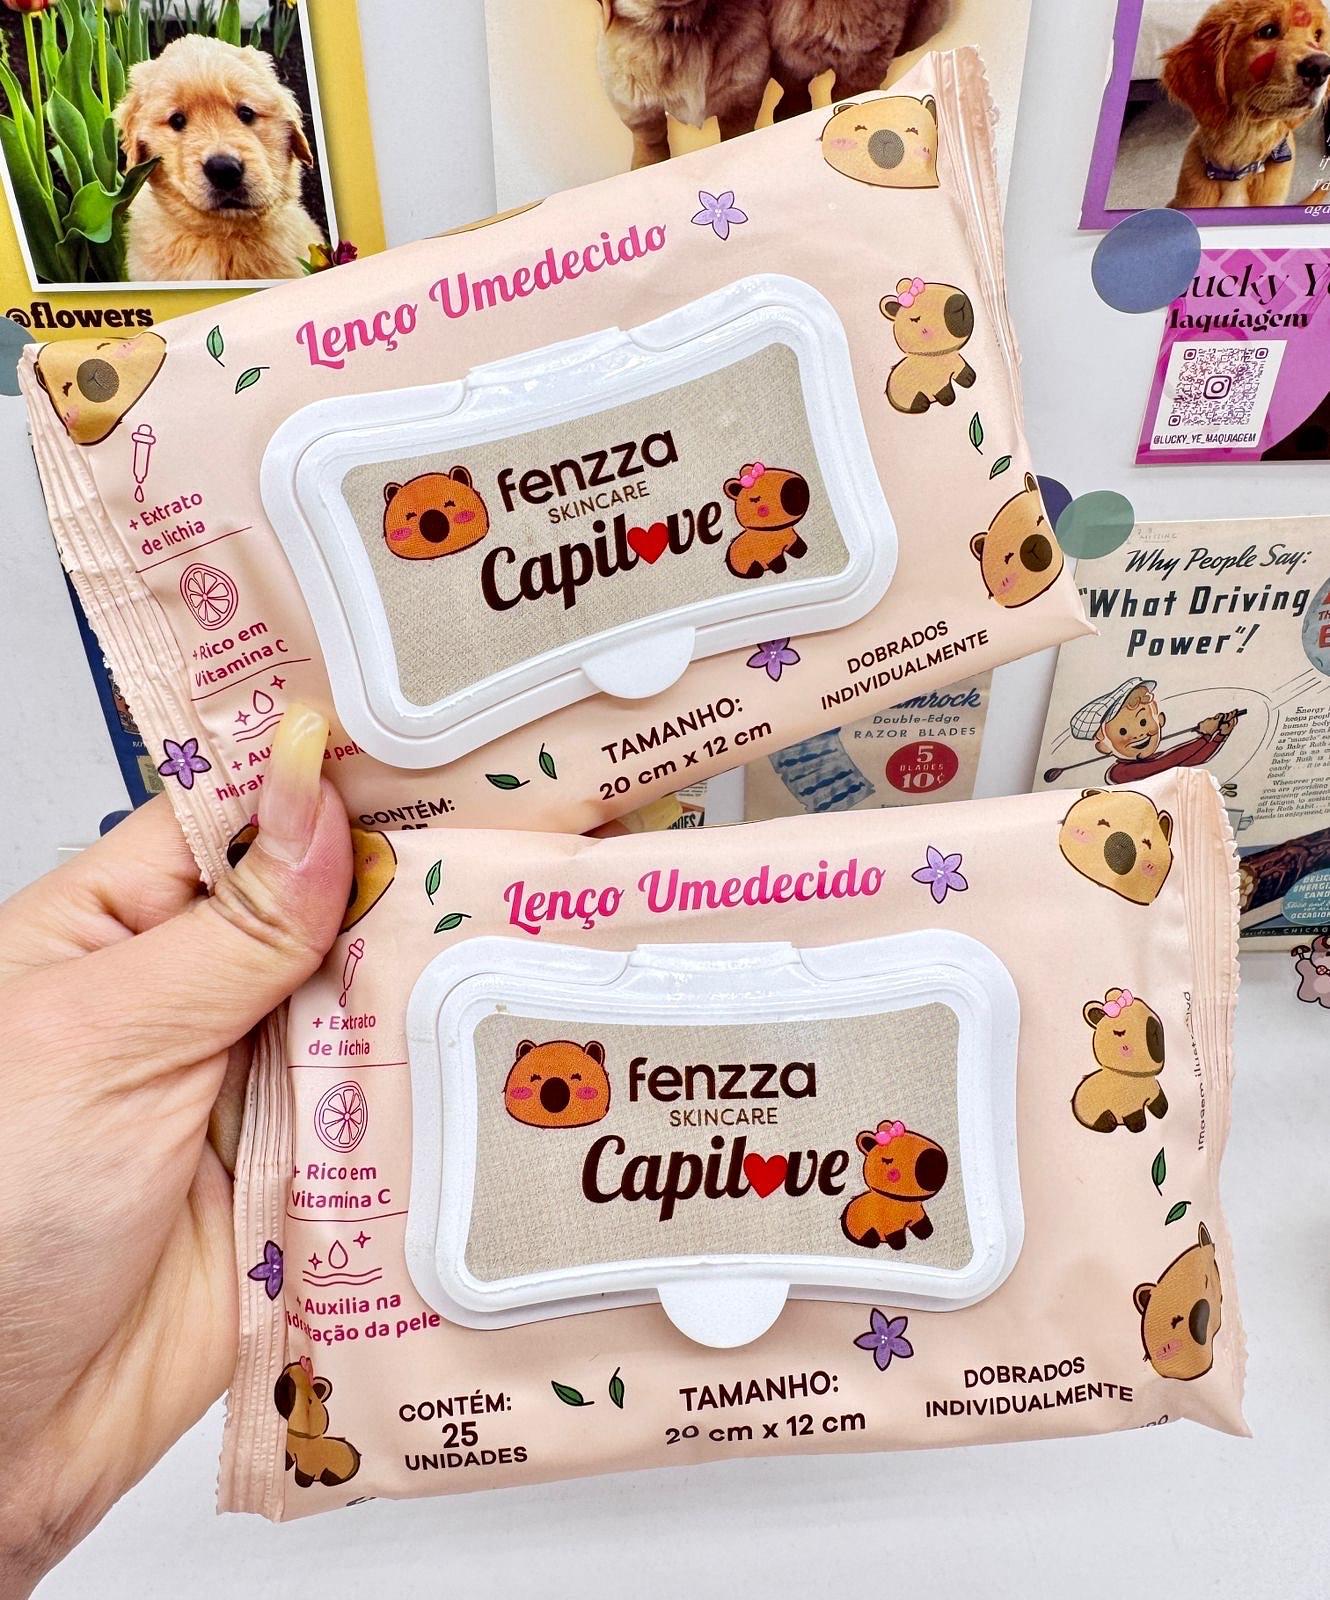 @flowers
Lenço Umedecido
+ Extrato
de lichia
+ Rico em
Vitamina C
fenzza
SKINCARE
Capilove
DOBRADOS
INDIVIDUALMENTE
TAMANHO:
20 cm x 12 cm
CONTÉM:
Lucky Ye
Maquiagem
@LUCKY_YE_MAQUIAGEM
Why People Say:
"What Driving
Power"!
Double-Edge
RAZOR BLADES
5
BLADES
10¢
Lenço Umedecido
+ Extrato
de lichia
+ Rico em
Vitamina C
+ Auxilia na
hidratação da pele
fenzza
SKINCARE
Capilove
CONTÉM:
25
UNIDADES
TAMANHO:
20 cm x 12 cm
DOBRADOS
INDIVIDUALMENTE